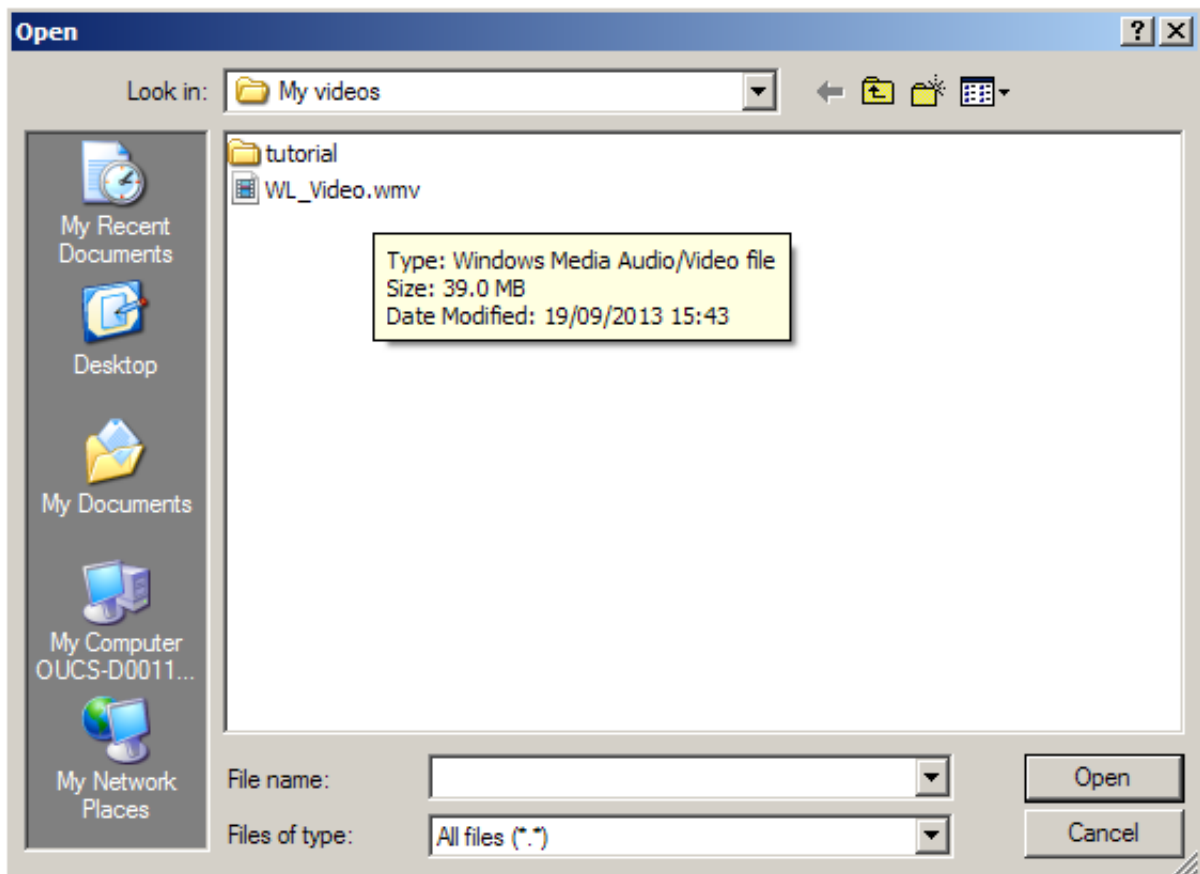 Open
Look in:
My videos
My Recent
Documents
Desktop
My Documents
My Computer
OUCS-D0011...
My Network
Places
tutorial
WL_Video.wmv
Type: Windows Media Audio/Video file
Size: 39.0 MB
Date Modified: 19/09/2013 15:43
File name:
Open
Files of type:
All files (*.*)
Cancel